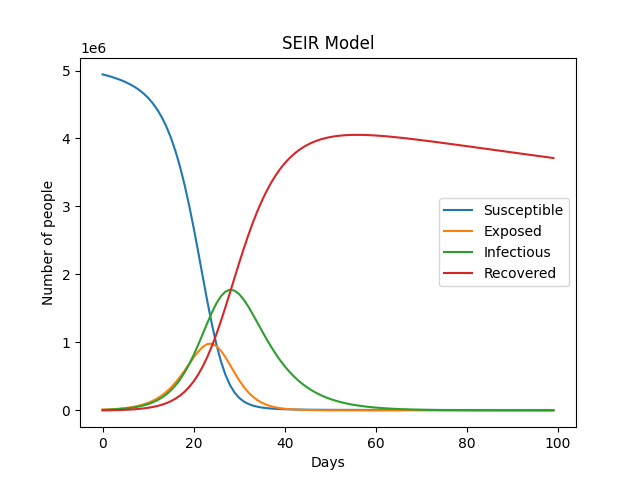 SEIR Model
1e6
5
4
3
2
1
0
Number of people
0 20 40 60 80 100
Days
Susceptible
Exposed
Infectious
Recovered